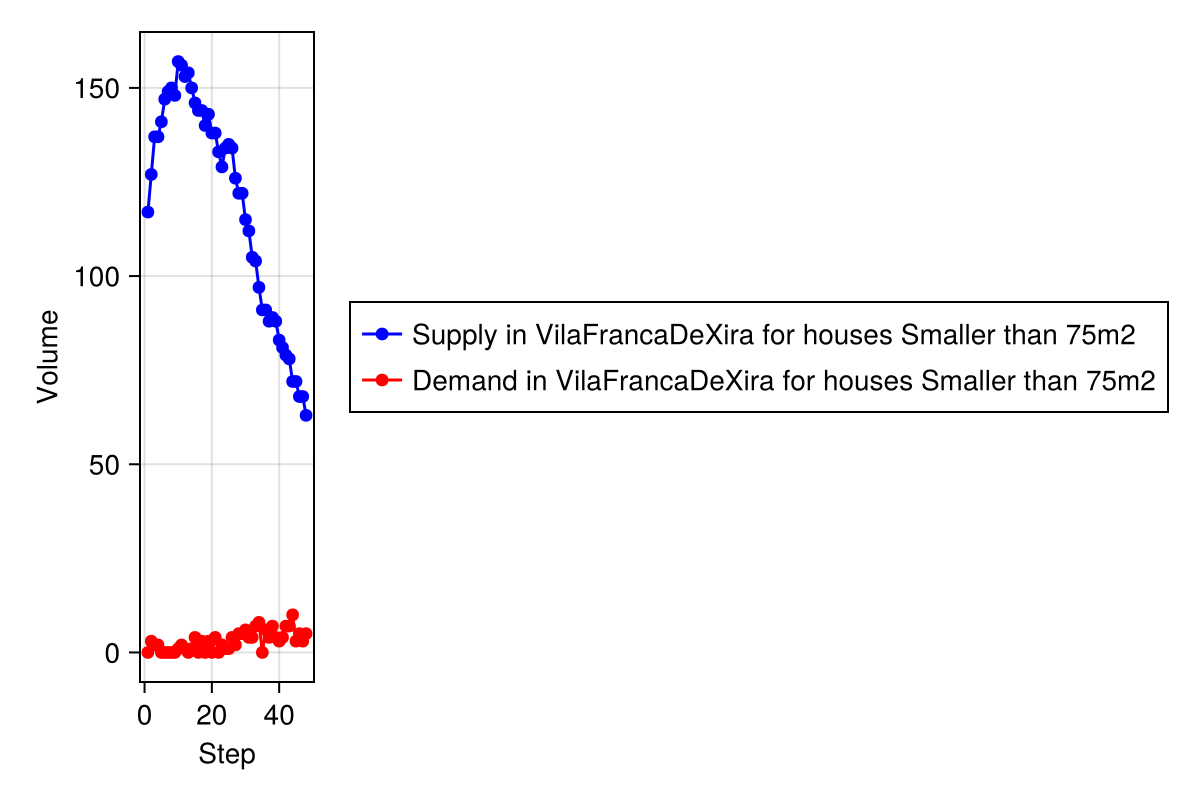 150
100
50
0
Volume
0 20 40
Step
Supply in VilaFrancaDeXira for houses Smaller than 75m2
Demand in VilaFrancaDeXira for houses Smaller than 75m2